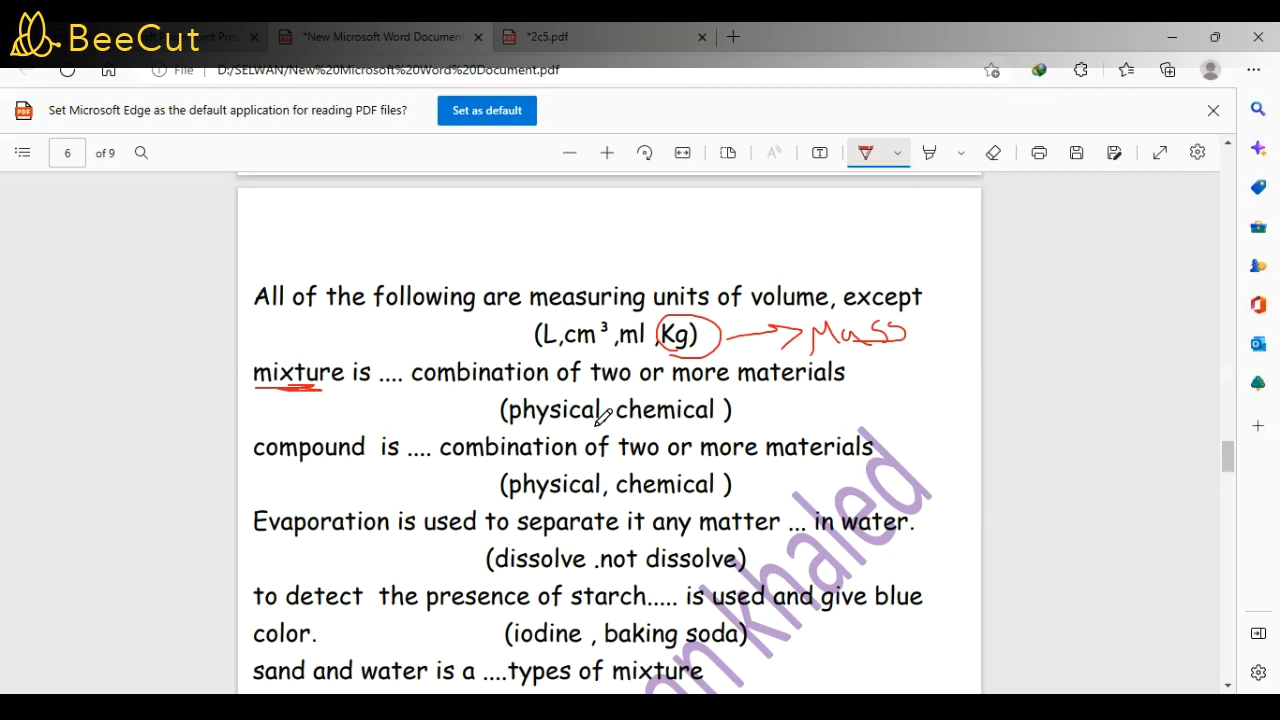 BeeCut
*New Microsoft Word Document
*2c5.pdf
File
D:/SELWAN/New%20Microsoft%20Word%20Document.pdf
Set Microsoft Edge as the default application for reading PDF files?
Set as default
6 of 9
All of the following are measuring units of volume, except
(L,cm³,ml ,Kg) Mass
mixture is .... combination of two or more materials
(physical, chemical )
compound is .... combination of two or more materials
(physical, chemical )
Evaporation is used to separate it any matter ... in water.
(dissolve .not dissolve)
to detect the presence of starch..... is used and give blue
color. (iodine , baking soda)
sand and water is a ....types of mixture
khaled